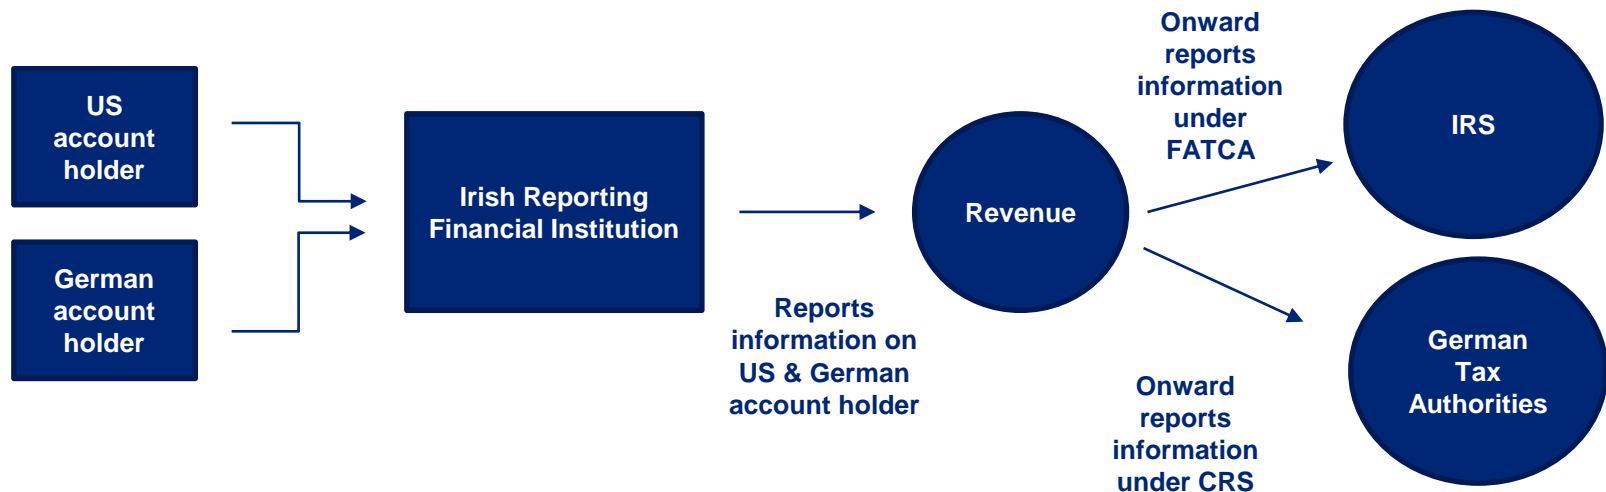 US
account
holder
German
account
holder
Irish Reporting
Financial Institution
Reports
information on
US & German
account holder
Revenue
Onward
reports
information
under
FATCA
IRS
Onward
reports
information
under CRS
German
Tax
Authorities